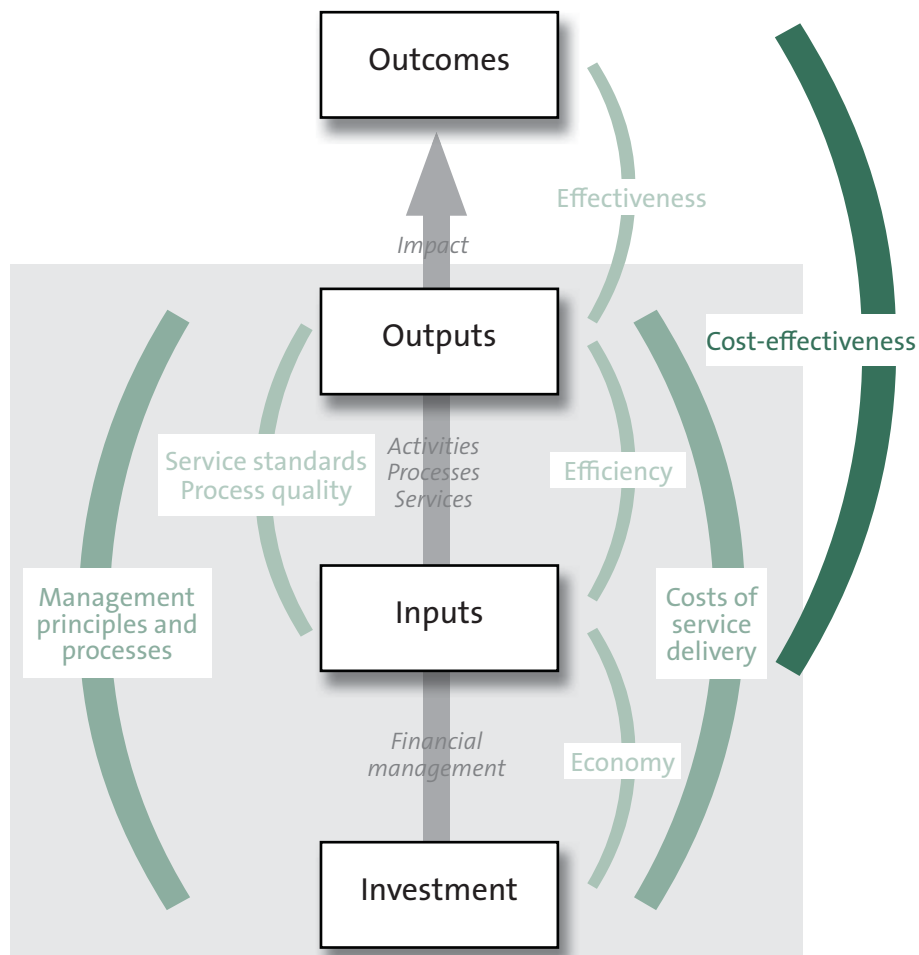 Outcomes
Effectiveness
Impact
Outputs
Cost-effectiveness
Activities
Processes
Services
Service standards
Process quality
Efficiency
Inputs
Management
principles and
processes
Costs of
service
delivery
Financial
management
Economy
Investment